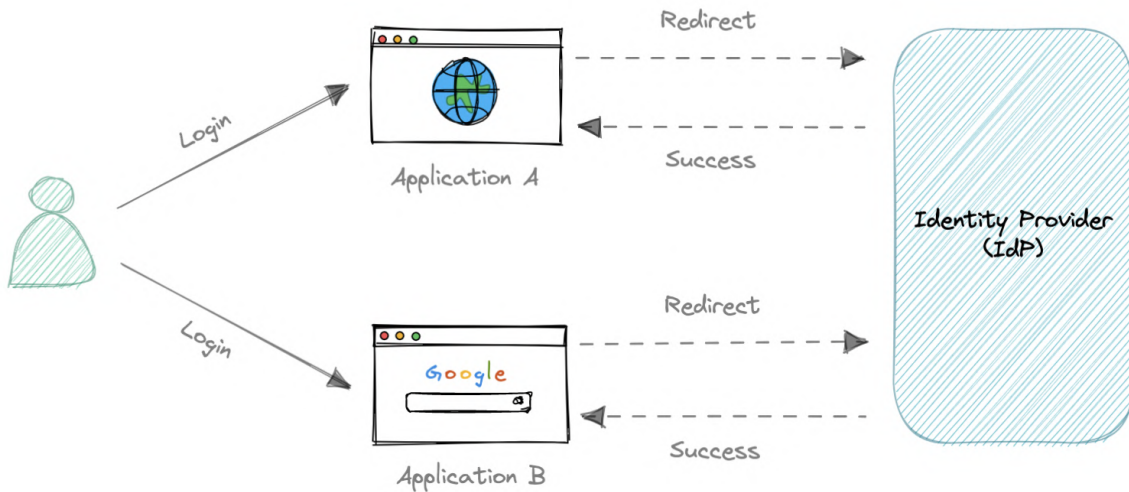 Redirect
Login
Success
Application A
Identity Provider
(IdP)
Redirect
Login
Google
Success
Application B